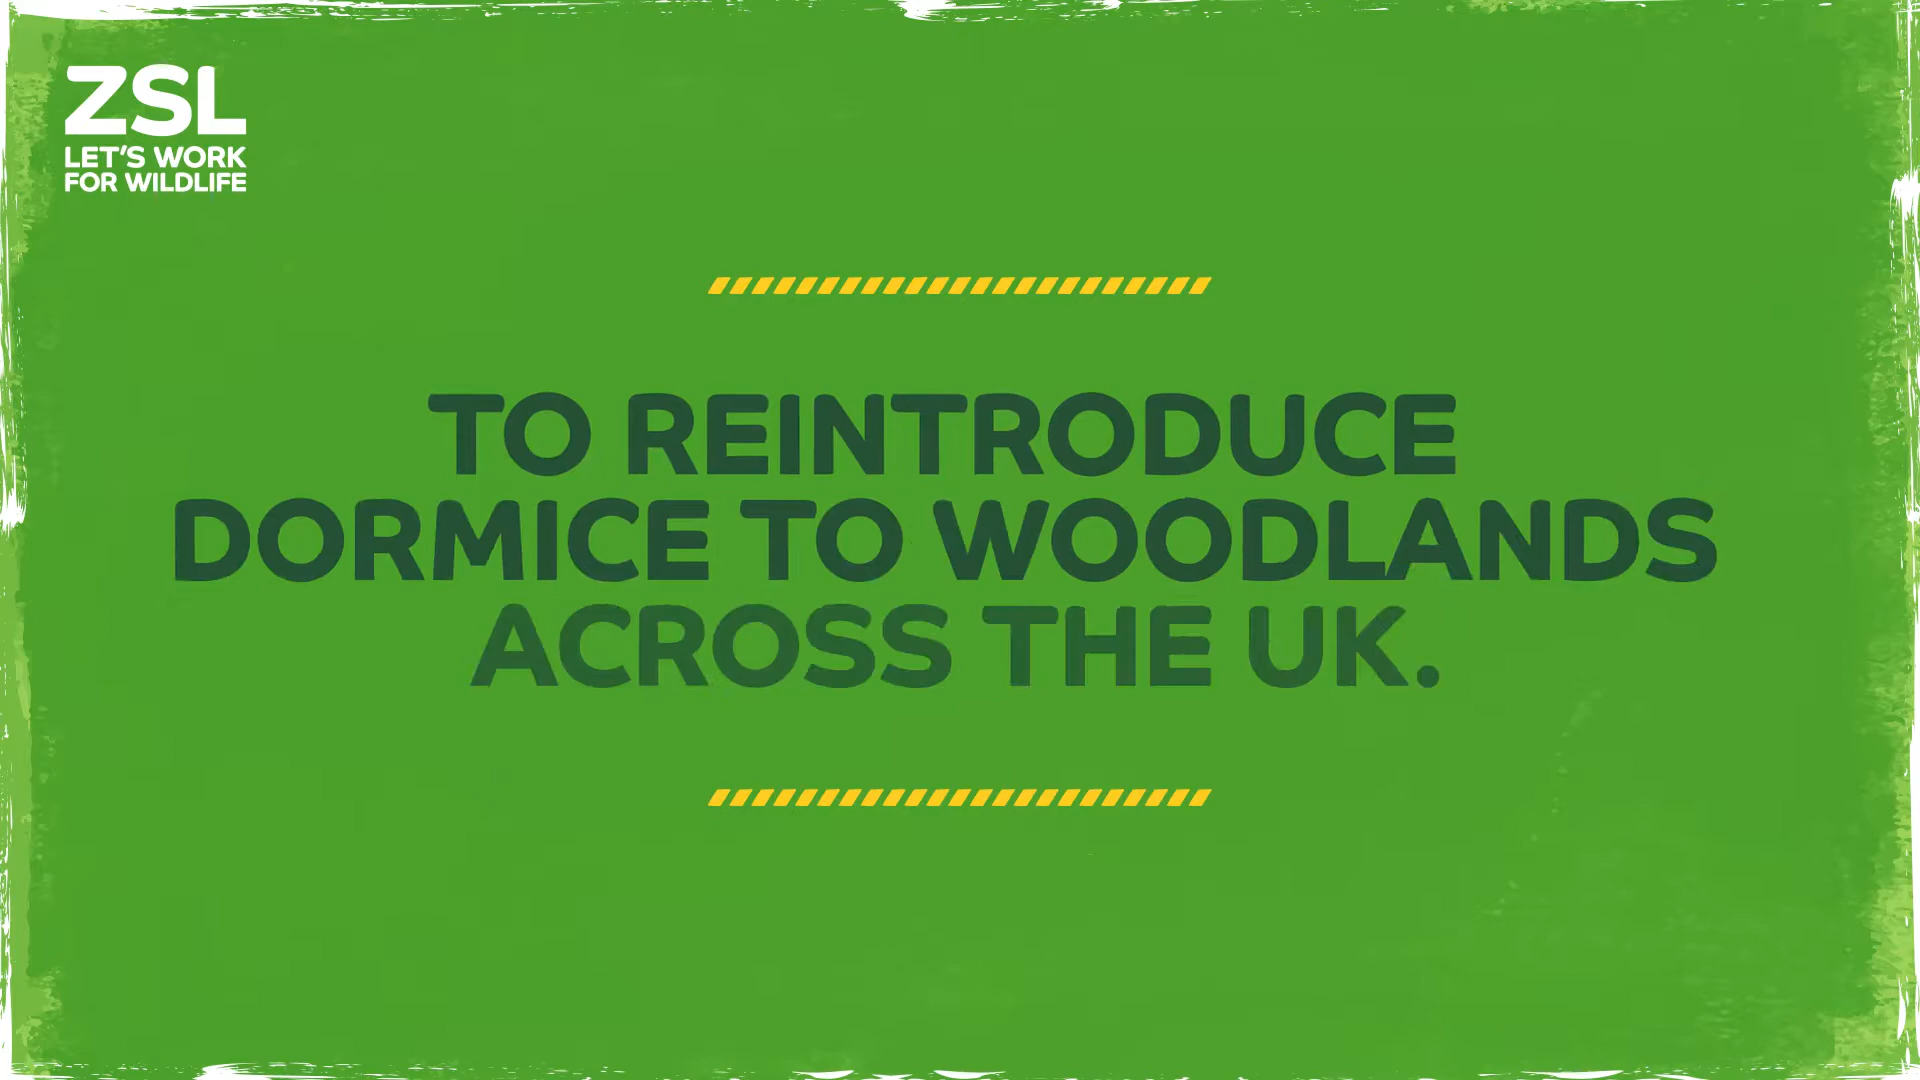 ZSL
LET'S WORK
FOR WILDLIFE
TO REINTRODUCE
DORMICE TO WOODLANDS
ACROSS THE UK.